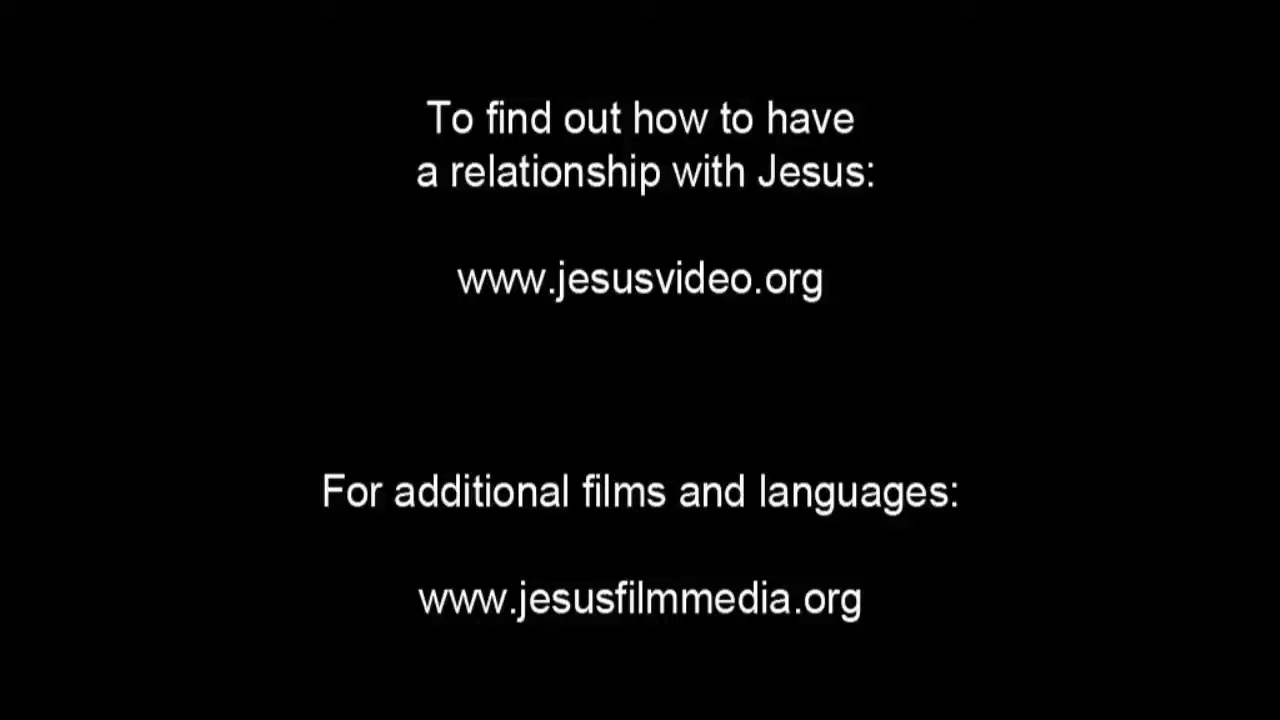 To find out how to have
a relationship with Jesus:
www.jesusvideo.org
For additional films and languages:
www.jesusfilmmedia.org